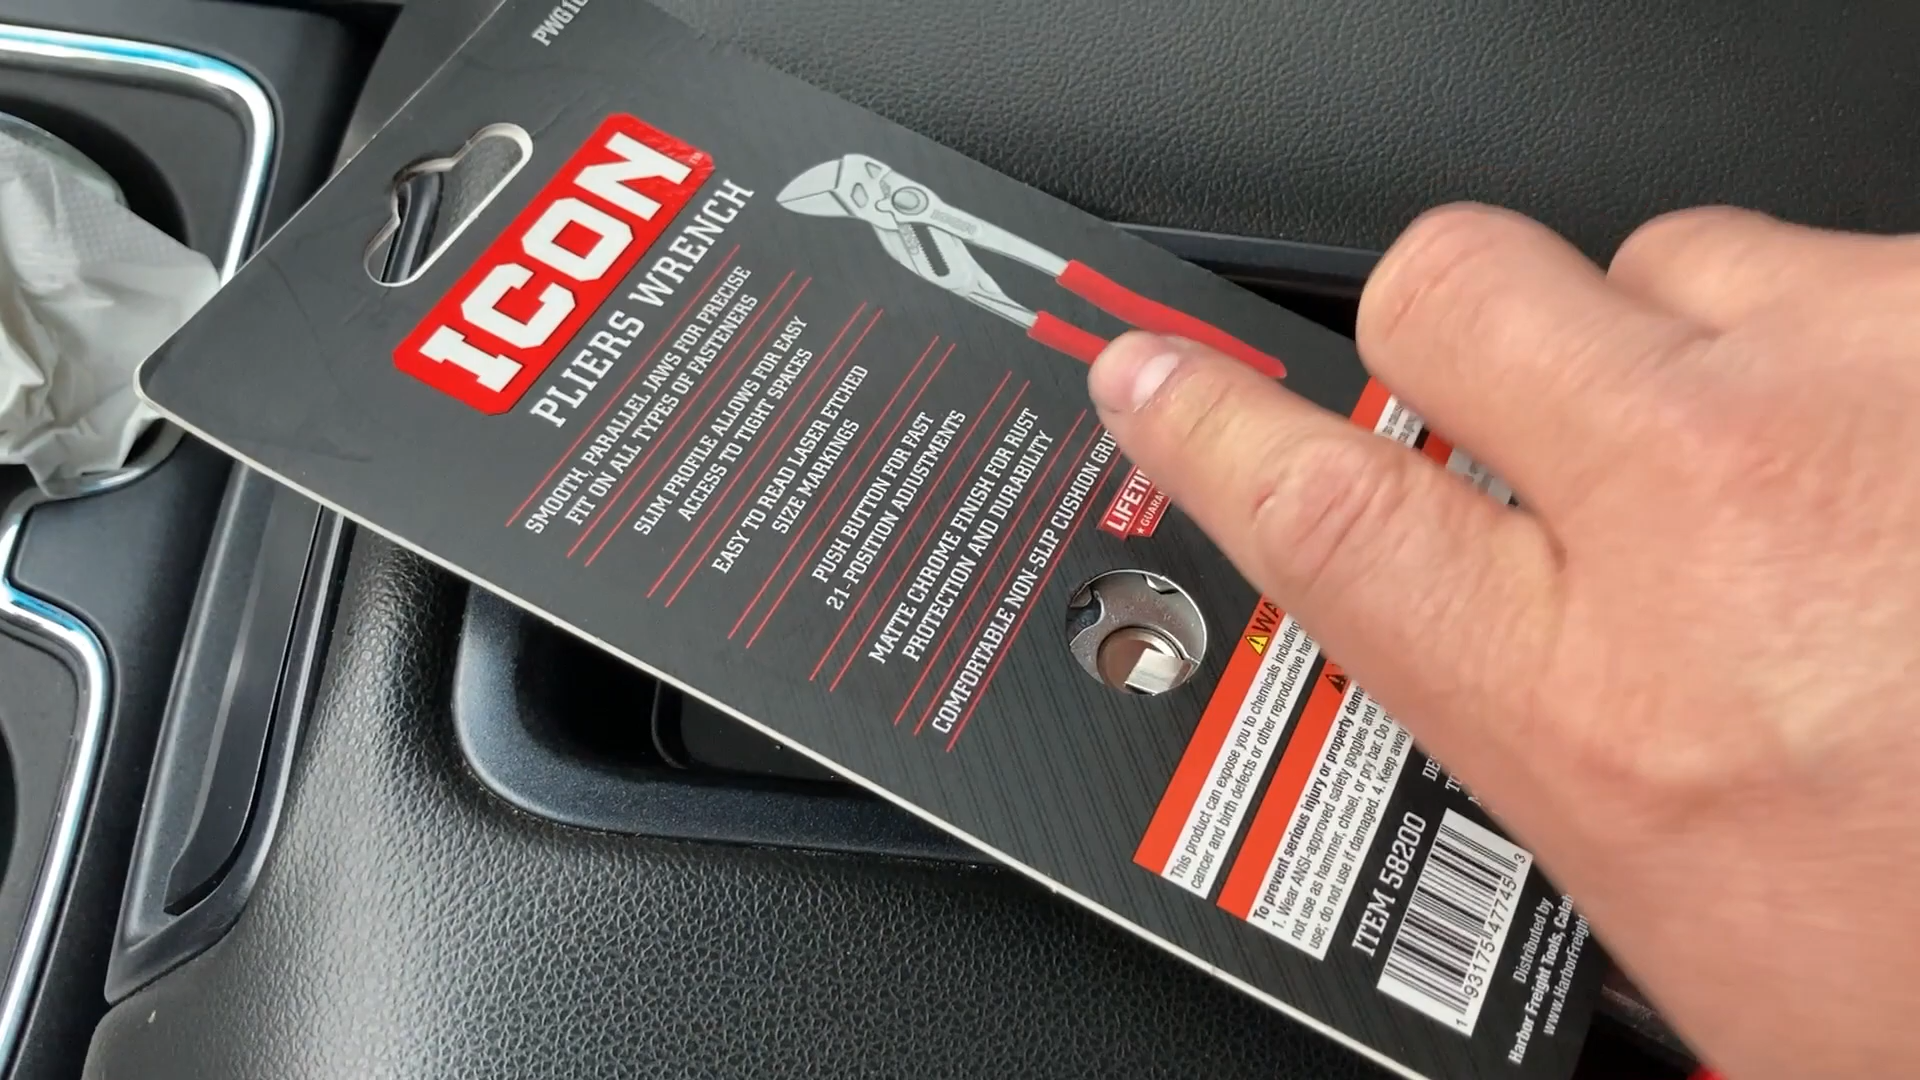 ICON
PLIERS WRENCH
SMOOTH, PARALLEL JAWS FOR PRECISE
FIT ON ALL TYPES OF FASTENERS
SLIM PROFILE ALLOWS FOR EASY
ACCESS TO TIGHT SPACES
EASY TO READ LASER ETCHED
SIZE MARKINGS
PUSH BUTTON FOR FAST
21-POSITION ADJUSTMENTS
MATTE CHROME FINISH FOR RUST
PROTECTION AND DURABILITY
COMFORTABLE NON-SLIP CUSHION
This product can expose you to chemicals including
cancer and birth defects or other reproductive
To prevent serious injury or property
1. Wear ANSI-approved safety goggles and
not use as hammer, chisel, or pry bar. Do
use; do not use if damaged. 4. Keep away
ITEM 58200
1 93175 47745 3
Distributed by
Harbor Freight Tools,